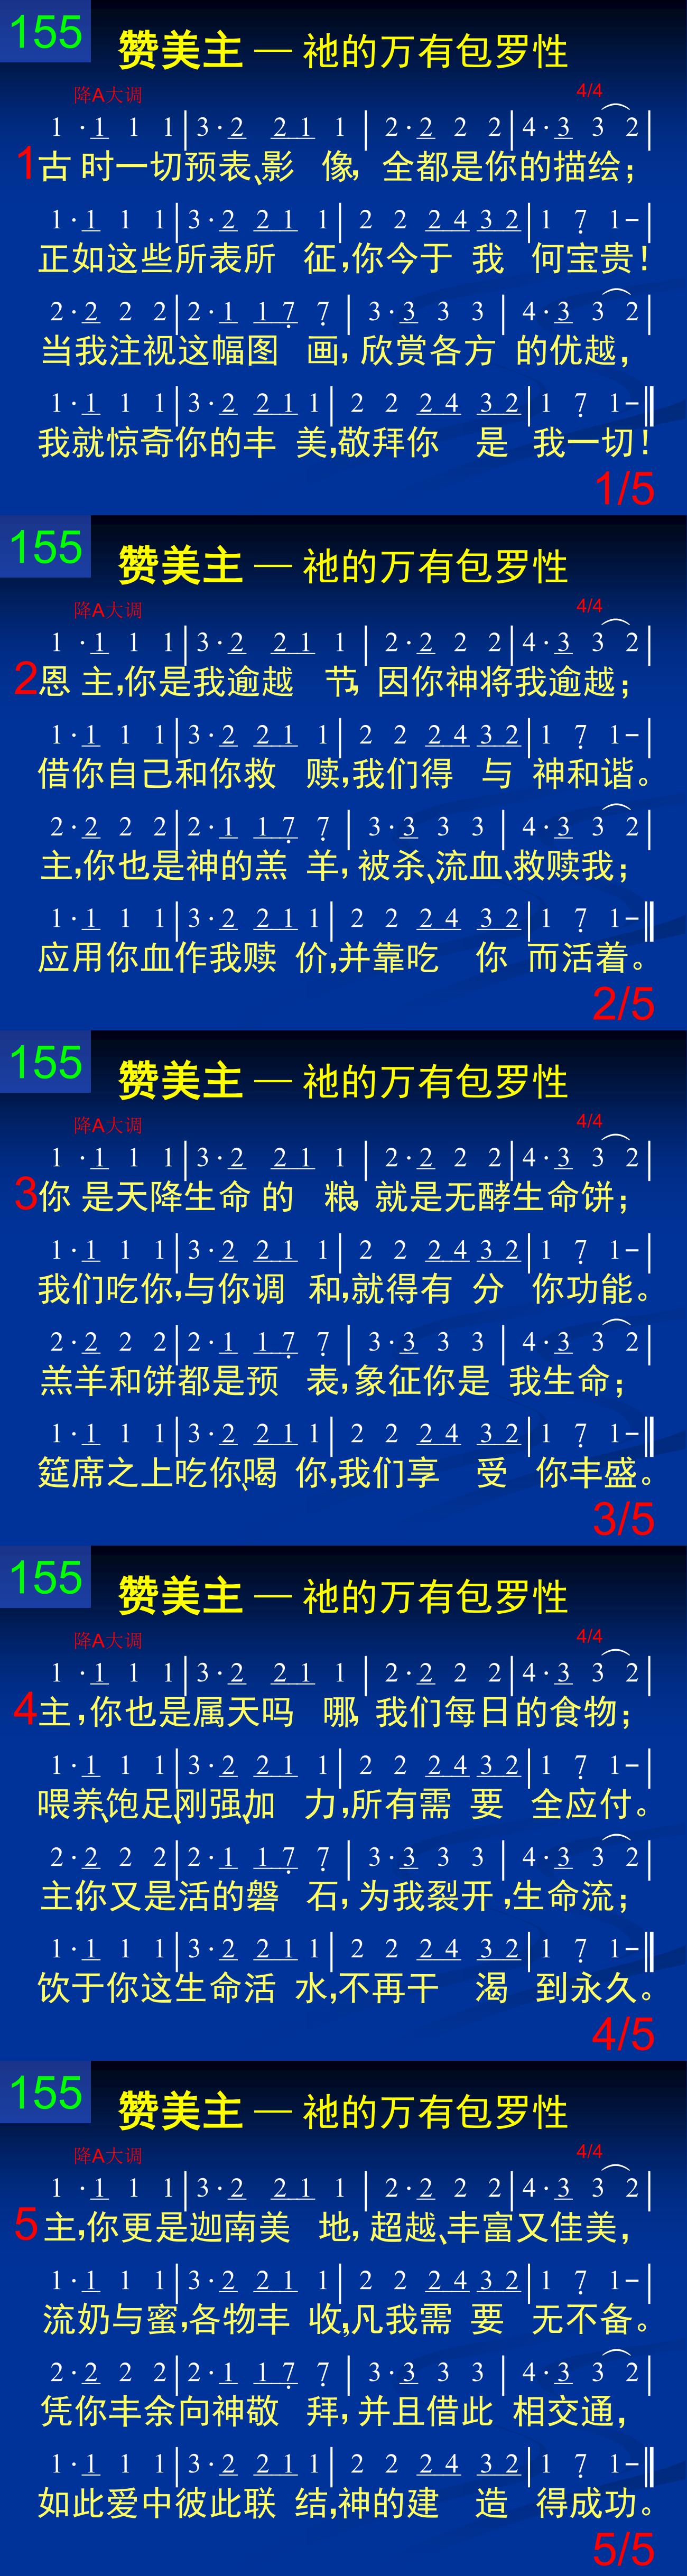 155
赞美主 — 祂的万有包罗性
降A大调 4/4
1 · 1 1 1 | 3 · 2 2 1 1 | 2 · 2 2 2 | 4 · 3 3 2 |
1 古时一切预表、影像，全都是你的描绘；
1 · 1 1 1 | 3 · 2 2 1 1 | 2 2 2 4 3 2 | 1 7̣ 1 – |
正如这些所表所征，你今于我何宝贵！
2 · 2 2 2 | 2 · 1 1 7̣ 7̣ | 3 · 3 3 3 | 4 · 3 3 2 |
当我注视这幅图画，欣赏各方的优越，
1 · 1 1 1 | 3 · 2 2 1 1 | 2 2 2 4 3 2 | 1 7̣ 1 – ‖
我就惊奇你的丰美，敬拜你是我一切！
1/5
155
赞美主 — 祂的万有包罗性
降A大调 4/4
1 · 1 1 1 | 3 · 2 2 1 1 | 2 · 2 2 2 | 4 · 3 3 2 |
2 恩主，你是我逾越节，因你神将我逾越；
1 · 1 1 1 | 3 · 2 2 1 1 | 2 2 2 4 3 2 | 1 7̣ 1 – |
借你自己和你救赎，我们得与神和谐。
2 · 2 2 2 | 2 · 1 1 7̣ 7̣ | 3 · 3 3 3 | 4 · 3 3 2 |
主，你也是神的羔羊，被杀、流血、救赎我；
1 · 1 1 1 | 3 · 2 2 1 1 | 2 2 2 4 3 2 | 1 7̣ 1 – ‖
应用你血作我赎价，并靠吃你而活着。
2/5
155
赞美主 — 祂的万有包罗性
降A大调 4/4
1 · 1 1 1 | 3 · 2 2 1 1 | 2 · 2 2 2 | 4 · 3 3 2 |
3 你是天降生命的粮，就是无酵生命饼；
1 · 1 1 1 | 3 · 2 2 1 1 | 2 2 2 4 3 2 | 1 7̣ 1 – |
我们吃你，与你调和，就得有分你功能。
2 · 2 2 2 | 2 · 1 1 7̣ 7̣ | 3 · 3 3 3 | 4 · 3 3 2 |
羔羊和饼都是预表，象征你是我生命；
1 · 1 1 1 | 3 · 2 2 1 1 | 2 2 2 4 3 2 | 1 7̣ 1 – ‖
筵席之上吃你、喝你，我们享受你丰盛。
3/5
155
赞美主 — 祂的万有包罗性
降A大调 4/4
1 · 1 1 1 | 3 · 2 2 1 1 | 2 · 2 2 2 | 4 · 3 3 2 |
4 主，你也是属天吗哪，我们每日的食物；
1 · 1 1 1 | 3 · 2 2 1 1 | 2 2 2 4 3 2 | 1 7̣ 1 – |
喂养、饱足、刚强、加力，所有需要全应付。
2 · 2 2 2 | 2 · 1 1 7̣ 7̣ | 3 · 3 3 3 | 4 · 3 3 2 |
主，你又是活的磐石，为我裂开，生命流；
1 · 1 1 1 | 3 · 2 2 1 1 | 2 2 2 4 3 2 | 1 7̣ 1 – ‖
饮于你这生命活水，不再干渴到永久。
4/5
155
赞美主 — 祂的万有包罗性
降A大调 4/4
1 · 1 1 1 | 3 · 2 2 1 1 | 2 · 2 2 2 | 4 · 3 3 2 |
5 主，你更是迦南美地，超越、丰富又佳美，
1 · 1 1 1 | 3 · 2 2 1 1 | 2 2 2 4 3 2 | 1 7̣ 1 – |
流奶与蜜，各物丰收，凡我需要无不备。
2 · 2 2 2 | 2 · 1 1 7̣ 7̣ | 3 · 3 3 3 | 4 · 3 3 2 |
凭你丰余向神敬拜，并且借此相交通，
1 · 1 1 1 | 3 · 2 2 1 1 | 2 2 2 4 3 2 | 1 7̣ 1 – ‖
如此爱中彼此联结，神的建造得成功。
5/5